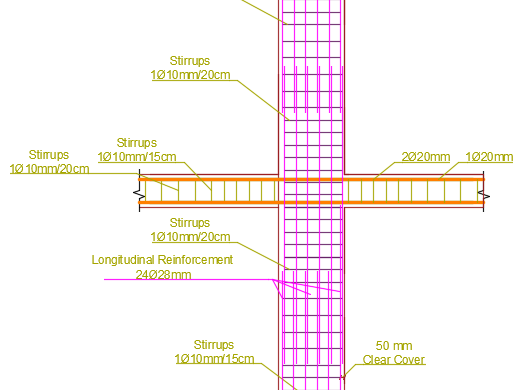 Stirrups
1Ø10mm/20cm
Stirrups
1Ø10mm/15cm
Stirrups
1Ø10mm/20cm
2Ø20mm
1Ø20mm
Stirrups
1Ø10mm/20cm
Longitudinal Reinforcement
24Ø28mm
Stirrups
1Ø10mm/15cm
50 mm
Clear Cover